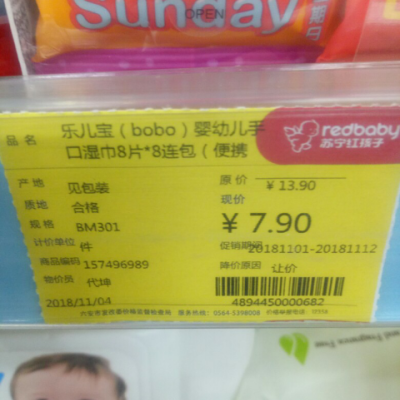 Sunday
OPEN
品名 乐儿宝（bobo）婴幼儿手
口湿巾8片*8连包（便携
redbaby
苏宁红孩子
产地 见包装
原价 ¥ 13.90
质地 合格
现价
规格 BM301
¥ 7.90
计价单位 件
促销期间 20181101-20181112
商品编码 157496989
降价原因 让价
物价员 代坤
2018/11/04
4894450000682